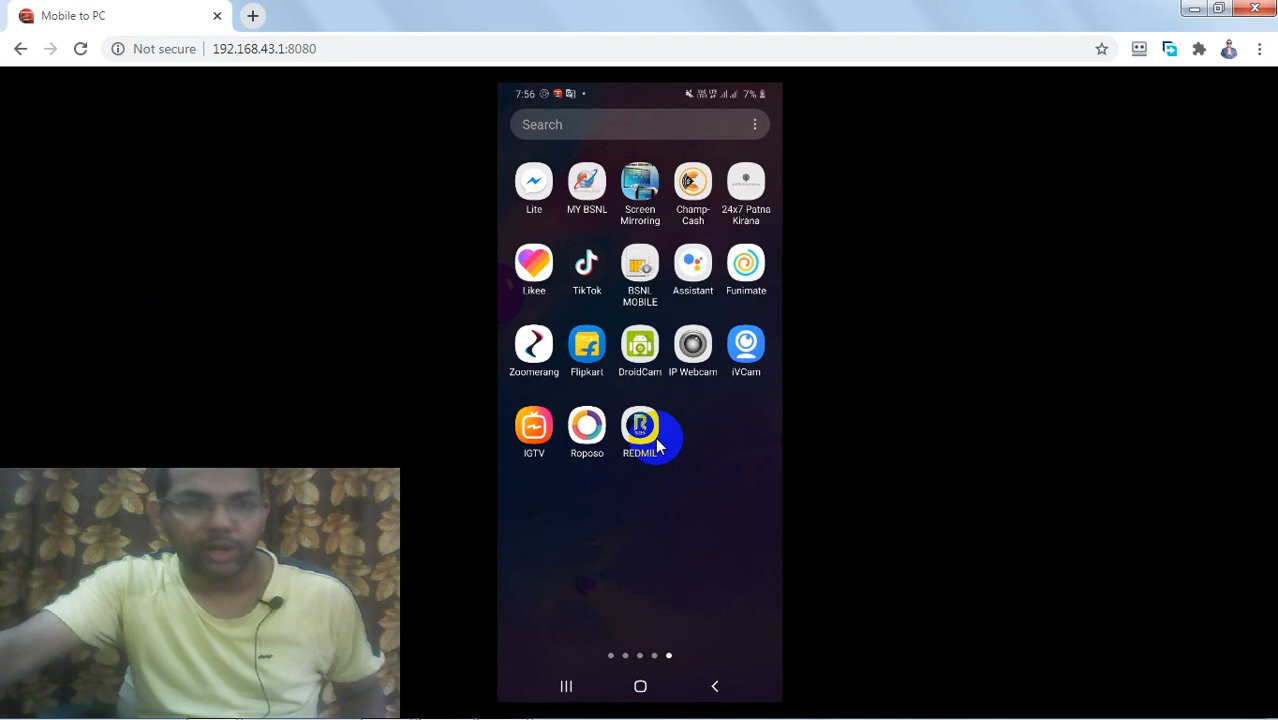 Mobile to PC
Not secure
192.168.43.1:8080
7:56
7%
Search
Lite
MY BSNL
Screen Mirroring
Champ-Cash
24x7 Patna Kirana
Likee
TikTok
BSNL MOBILE
Assistant
Funimate
Zoomerang
Flipkart
DroidCam
IP Webcam
iVCam
IGTV
Roposo
REDMIL